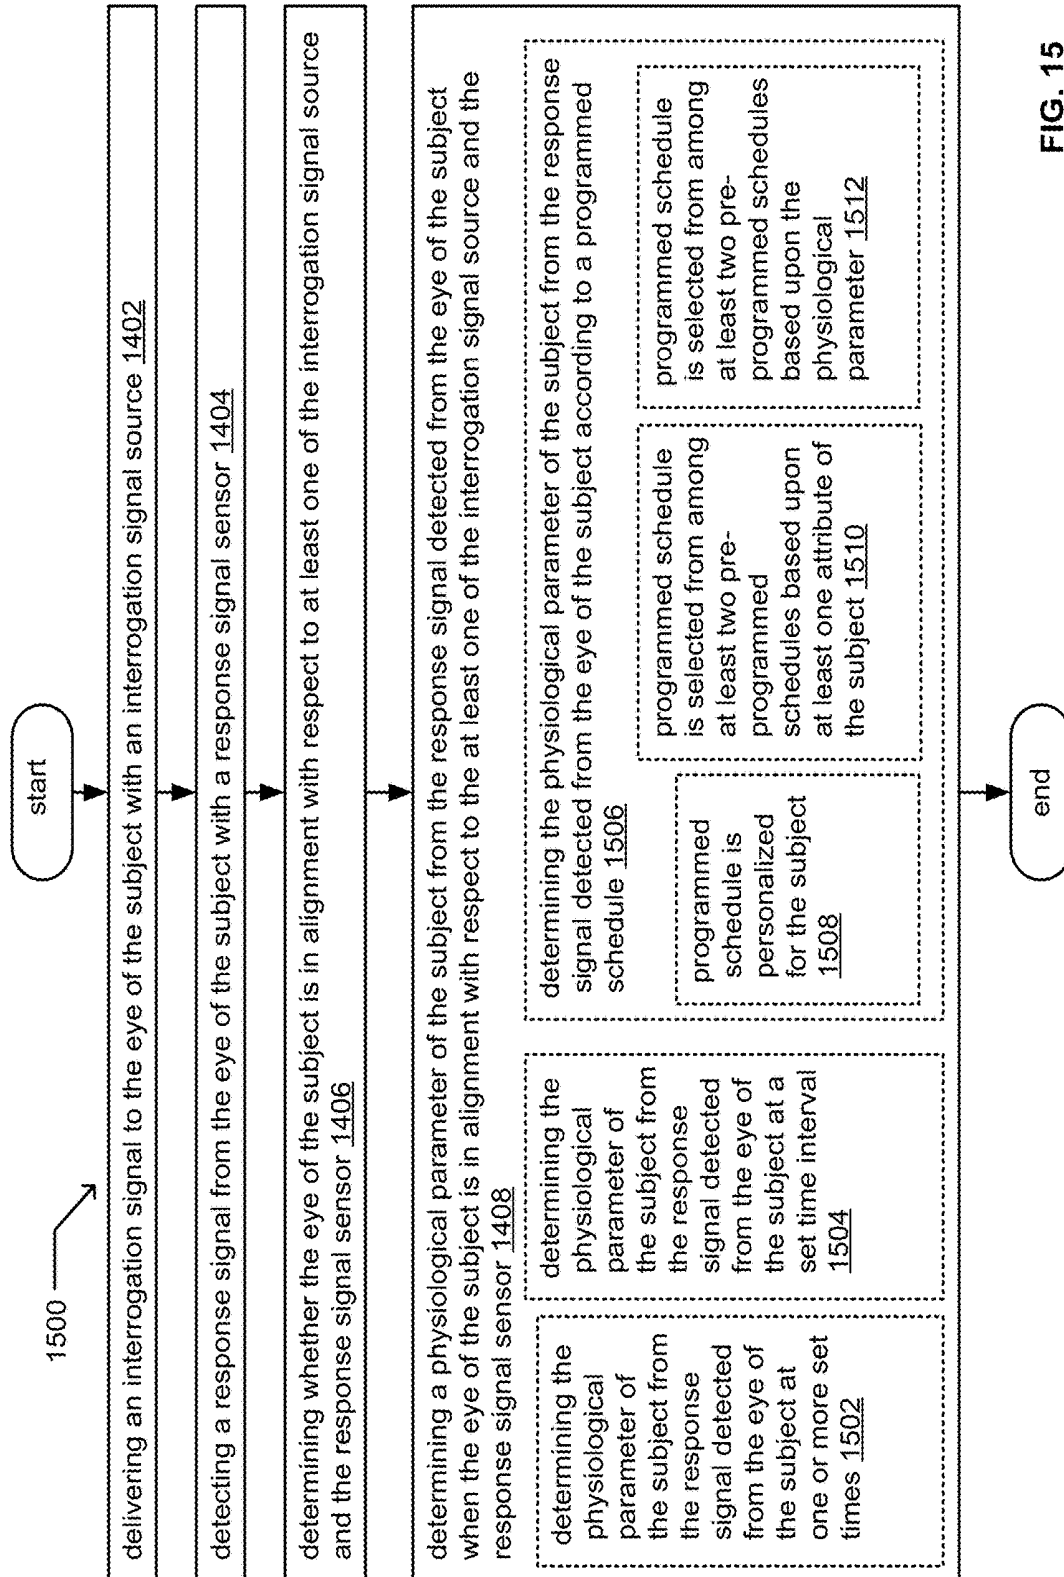 1500
start
delivering an interrogation signal to the eye of the subject with an interrogation signal source 1402
detecting a response signal from the eye of the subject with a response signal sensor 1404
determining whether the eye of the subject is in alignment with respect to at least one of the interrogation signal source
and the response signal sensor 1406
determining a physiological parameter of the subject from the response signal detected from the eye of the subject
when the eye of the subject is in alignment with respect to the at least one of the interrogation signal source and the
response signal sensor 1408
determining the
physiological
parameter of
the subject from
the response
signal detected
from the eye of
the subject at
one or more set
times 1502
determining the
physiological
parameter of
the subject from
the response
signal detected
from the eye of
the subject at a
set time interval
1504
determining the physiological parameter of the subject from the response
signal detected from the eye of the subject according to a programmed
schedule 1506
programmed
schedule is
personalized
for the subject
1508
programmed schedule
is selected from among
at least two pre-
programmed
schedules based upon
at least one attribute of
the subject 1510
programmed schedule
is selected from among
at least two pre-
programmed schedules
based upon the
physiological
parameter 1512
end
FIG. 15